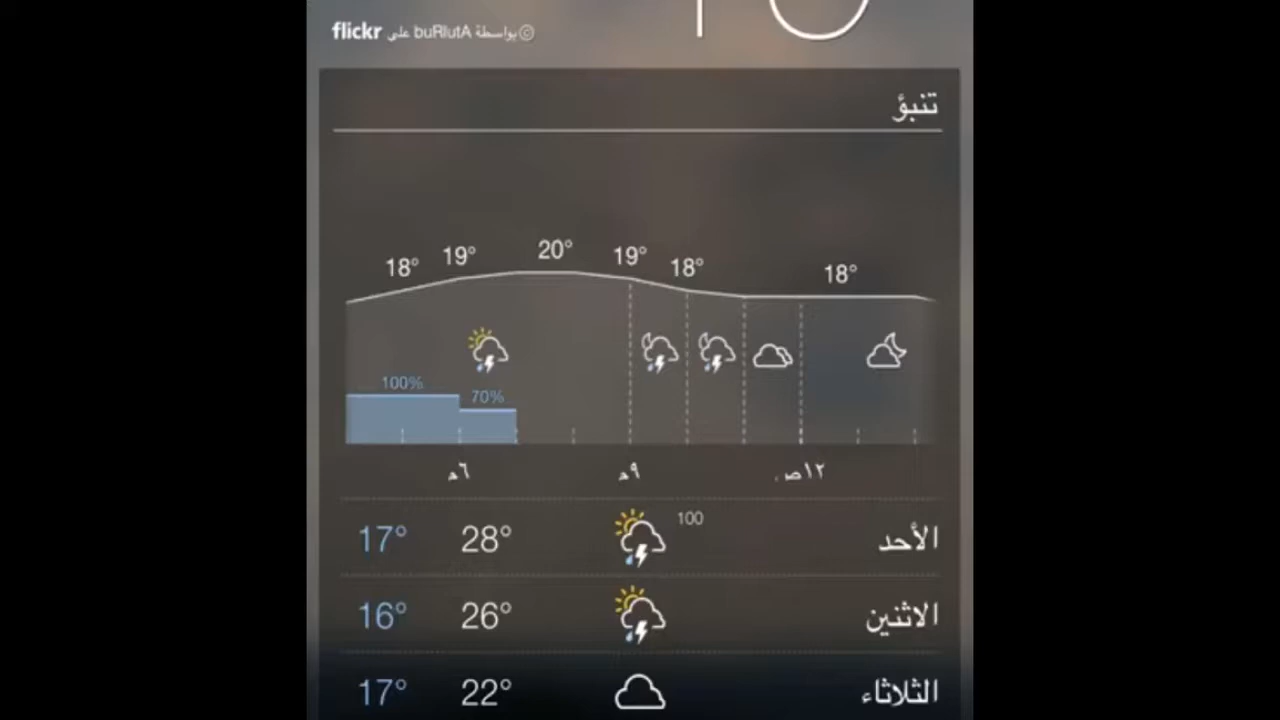 ©بواسطة AtulRud على flickr
تنبؤ
18° 19° 20° 19° 18° 18°
100% 70%
٦م ٩م ١٢ص
الأحد 100 28° 17°
الاثنين 26° 16°
الثلاثاء 22° 17°